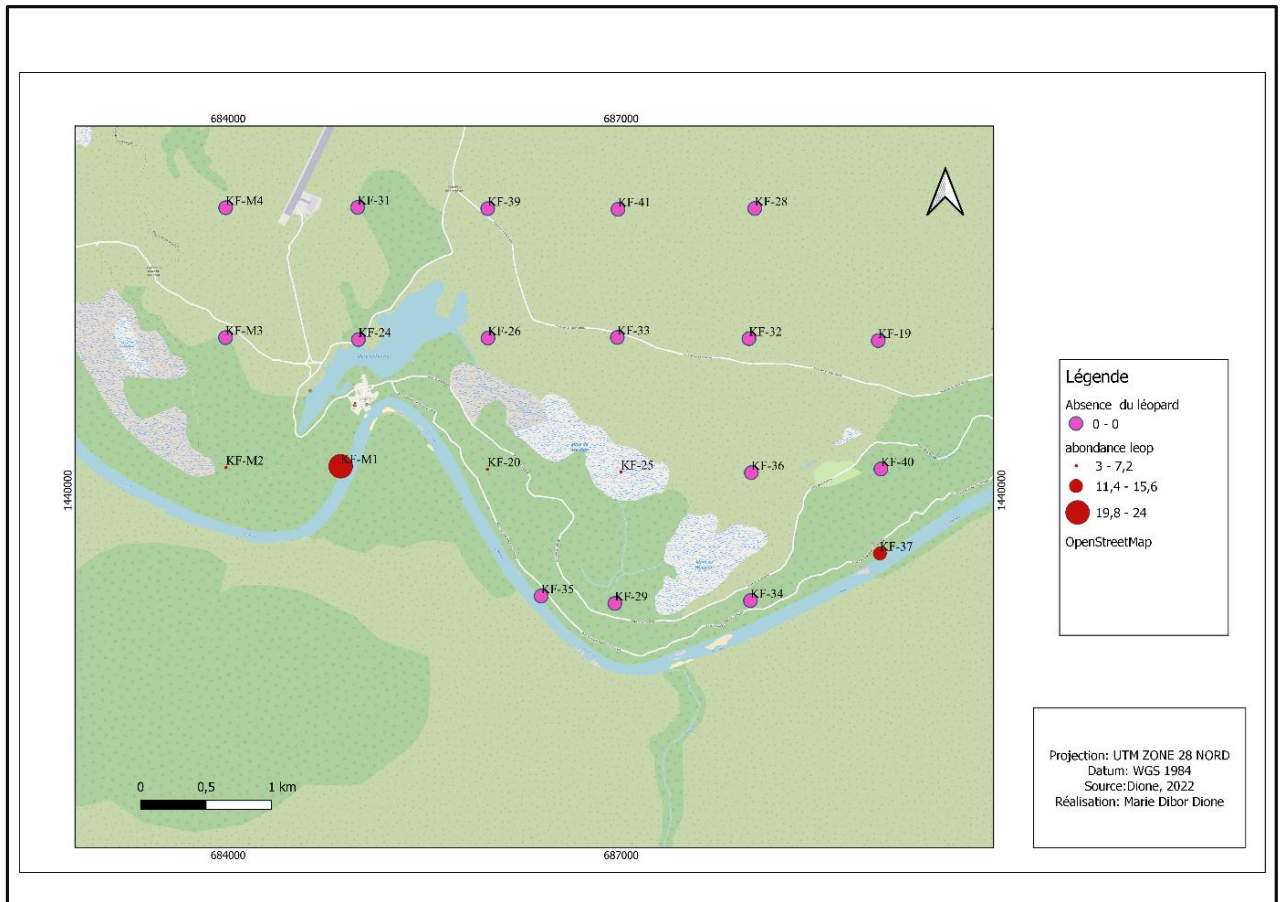 684000
687000
KF-M4
KF-31
KF-39
KF-41
KF-28
KF-M3
KF-24
KF-26
KF-33
KF-32
KF-19
KF-M2
KF-M1
KF-20
KF-25
KF-36
KF-40
KF-37
KF-35
KF-29
KF-34
1440000
1440000
0 0,5 1 km
684000
687000
Légende
Absence du léopard
0 - 0
abondance leop
3 - 7,2
11,4 - 15,6
19,8 - 24
OpenStreetMap
Projection: UTM ZONE 28 NORD
Datum: WGS 1984
Source:Dione, 2022
Réalisation: Marie Dibor Dione